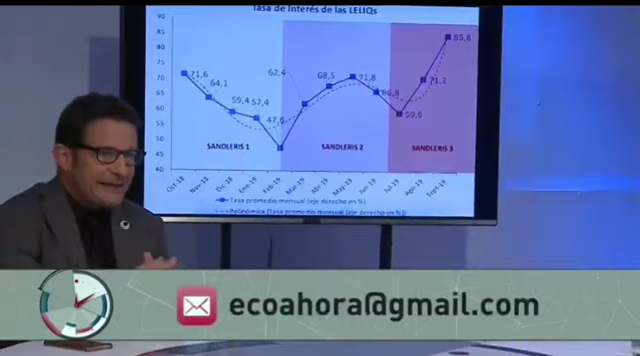 Tasa de Interés de las LELIQs
90
85
80
75
70
65
60
55
50
45
40
71,6
64,1
59,4
57,4
47,6
62,4
68,5
71,8
66,8
59,6
71,2
85,8
SANDLERIS 1
SANDLERIS 2
SANDLERIS 3
Oct-18
Nov-18
Dic-18
Ene-19
Feb-19
Mar-19
Abr-19
May-19
Jun-19
Jul-19
Ago-19
Sept-19
Tasa promedio mensual (eje derecho en %)
Polinómica (Tasa promedio mensual (eje derecho en %))
ecoahora@gmail.com